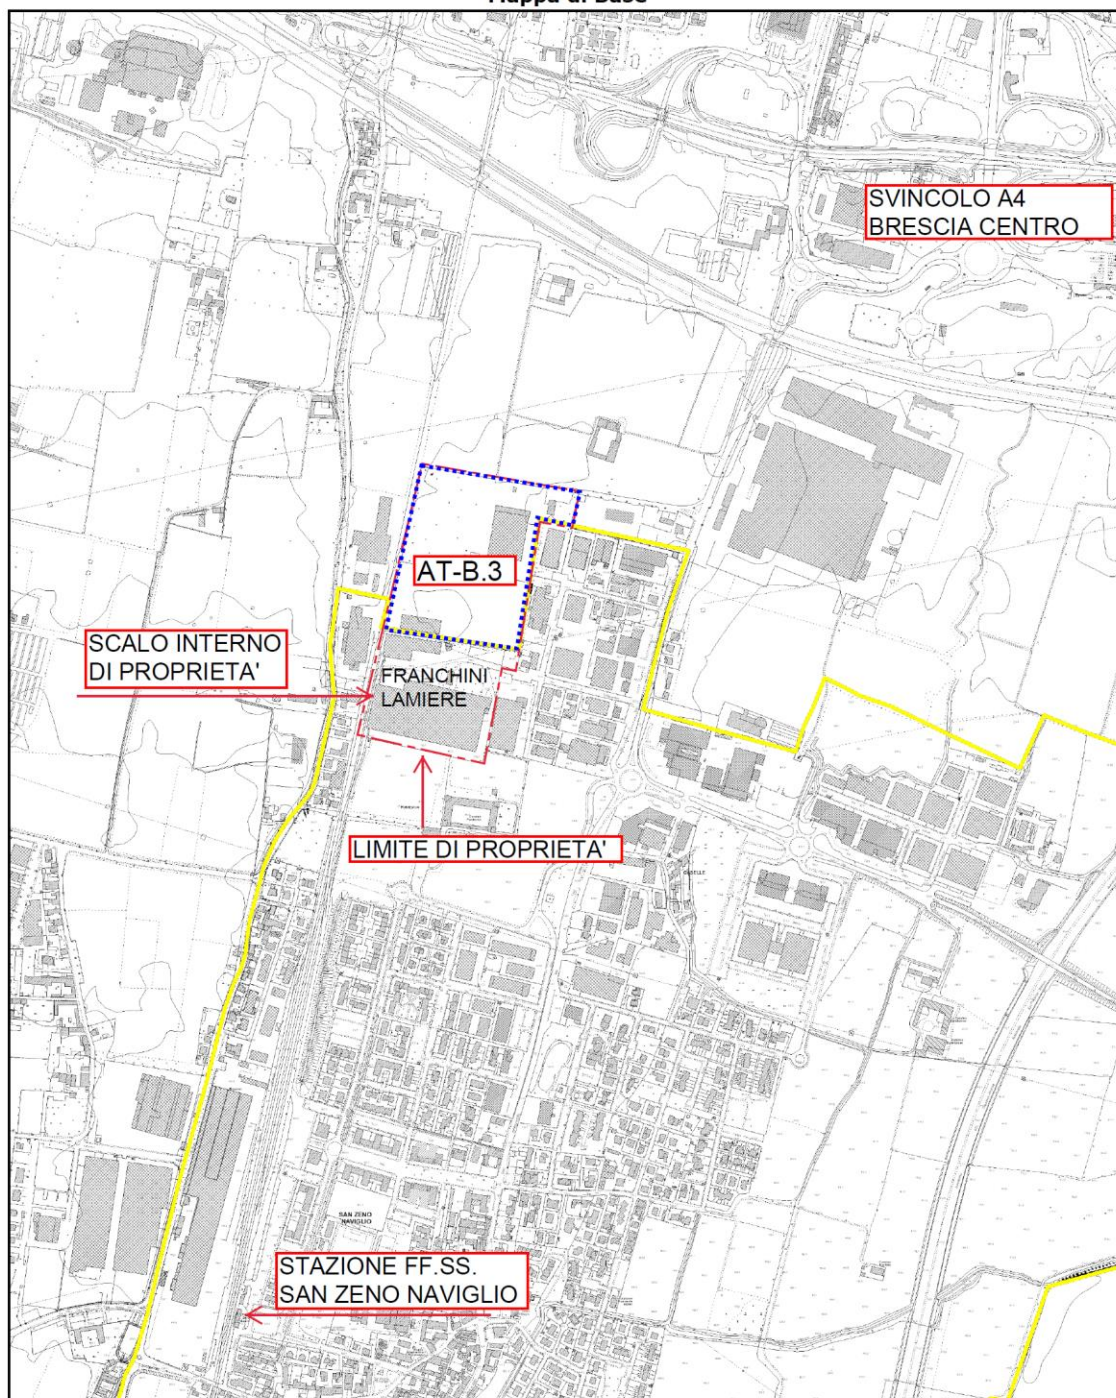 Mappa di Base
SVINCOLO A4
BRESCIA CENTRO
AT-B.3
SCALO INTERNO
DI PROPRIETA'
FRANCHINI
LAMIERE
LIMITE DI PROPRIETA'
SAN ZENO
NAVIGLIO
STAZIONE FF.SS.
SAN ZENO NAVIGLIO